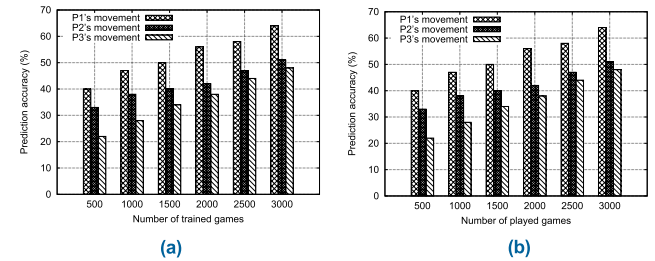 70
60
50
40
30
20
10
0
Prediction accuracy (%)
P1's movement
P2's movement
P3's movement
500 1000 1500 2000 2500 3000
Number of trained games
(a)
70
60
50
40
30
20
10
0
Prediction accuracy (%)
P1's movement
P2's movement
P3's movement
500 1000 1500 2000 2500 3000
Number of played games
(b)